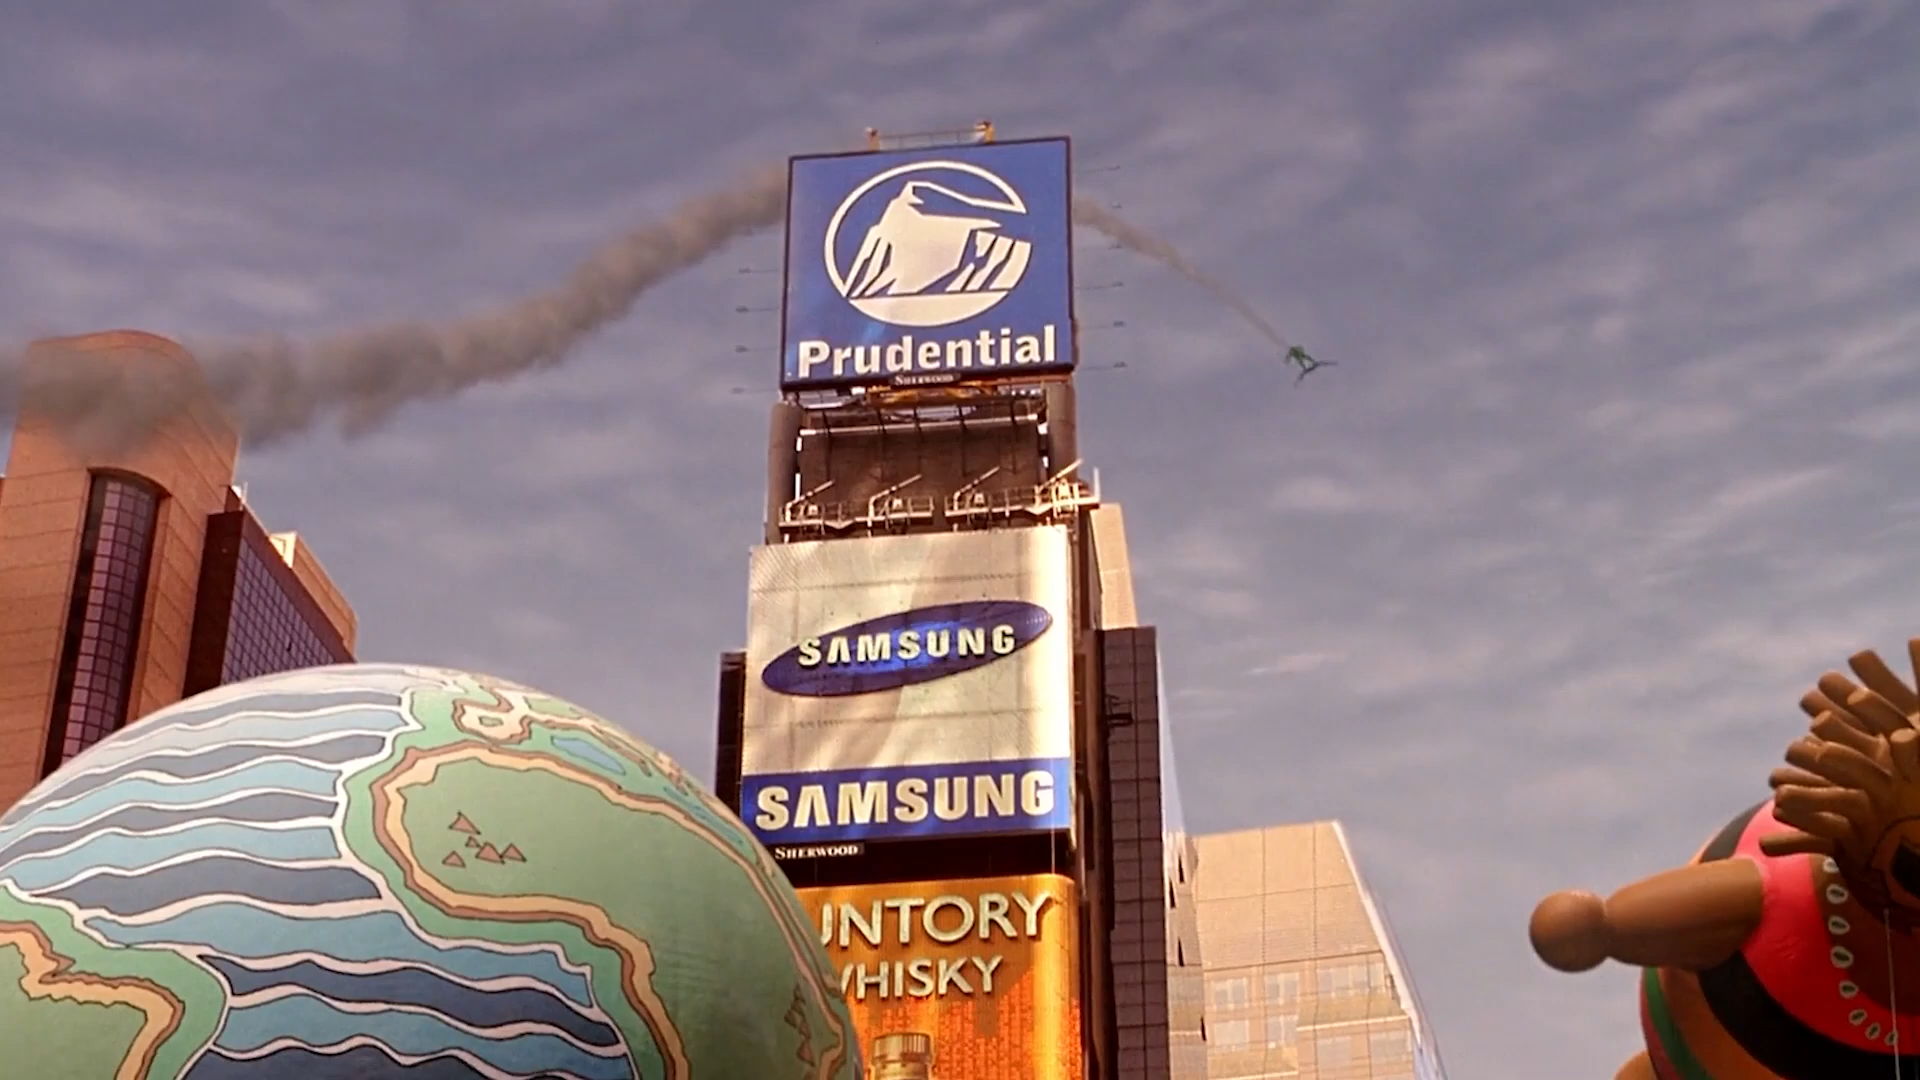 Prudential
SHERWOOD
SAMSUNG
SAMSUNG
SHERWOOD
UNTORY
WHISKY